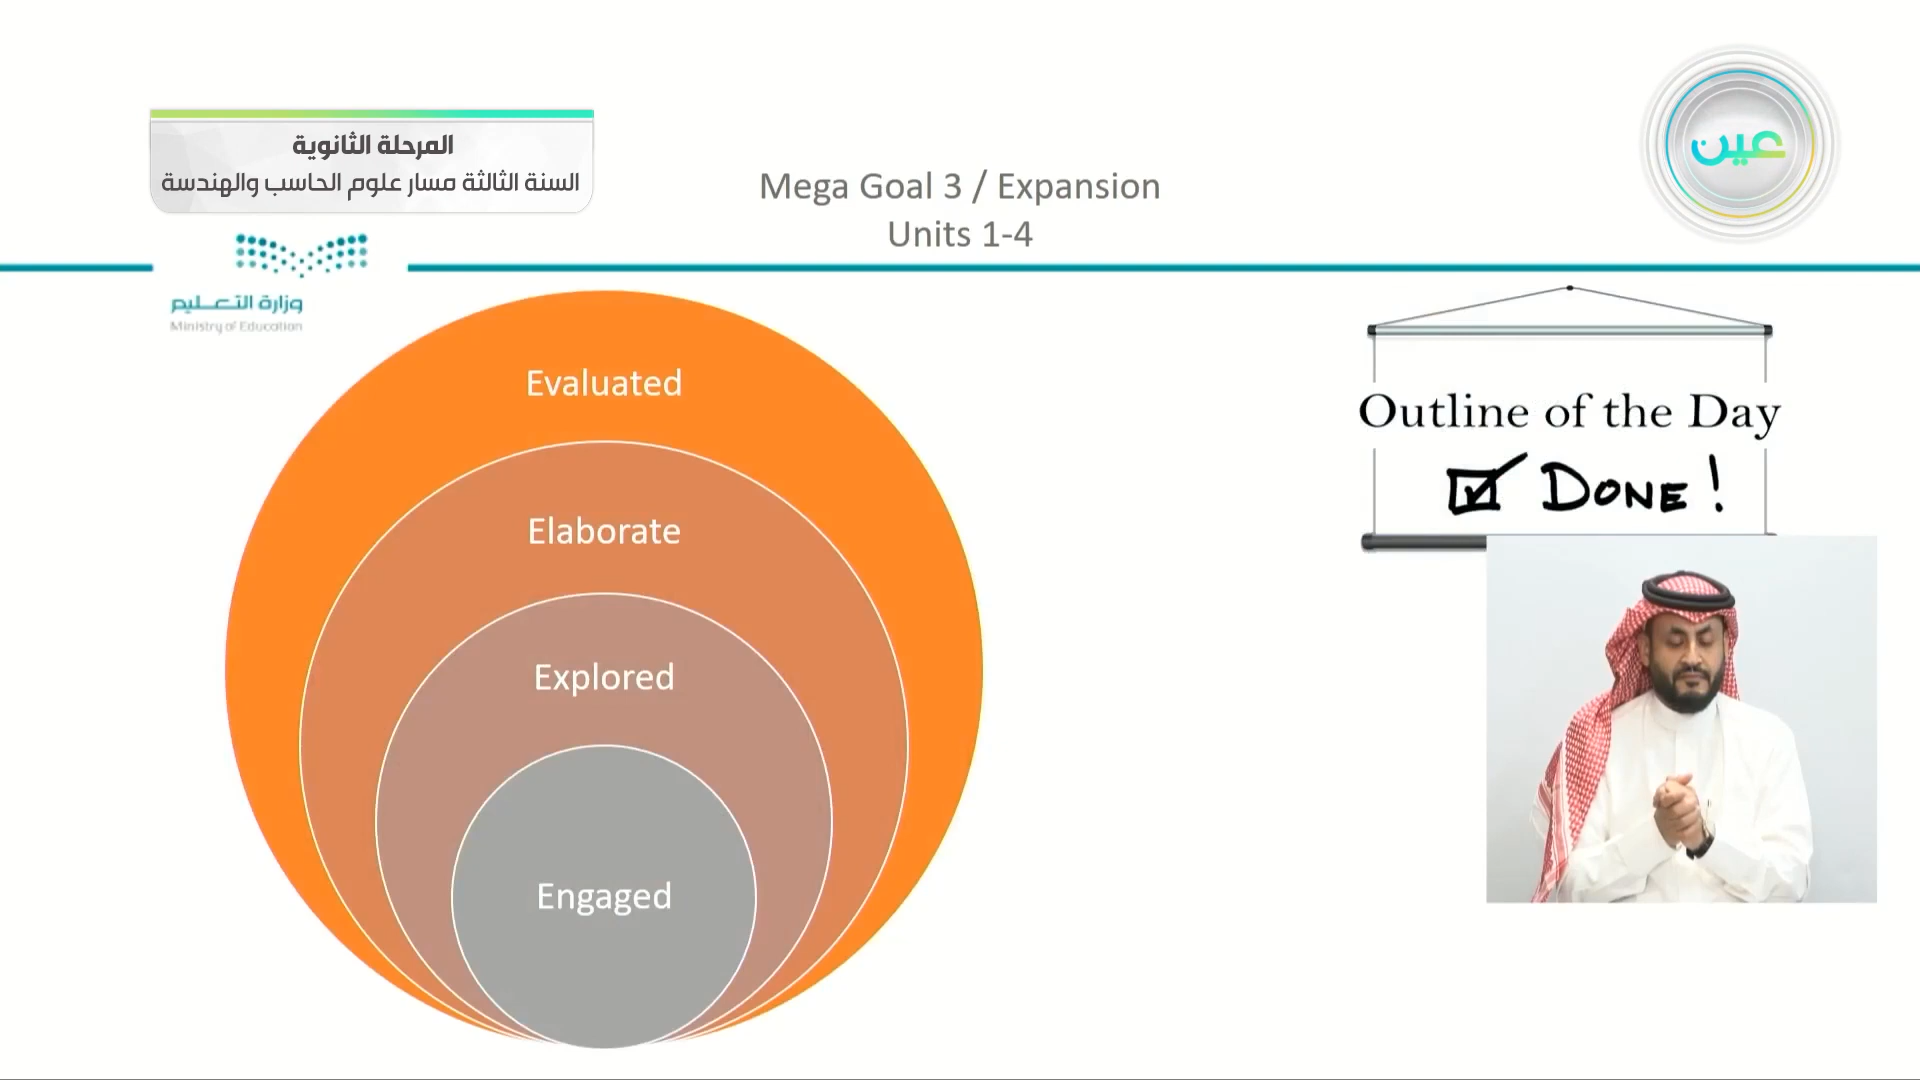 المرحلة الثانوية
السنة الثالثة مسار علوم الحاسب والهندسة
عين
Mega Goal 3 / Expansion
Units 1-4
وزارة التعليم
Ministry of Education
Evaluated
Elaborate
Explored
Engaged
Outline of the Day
DONE!